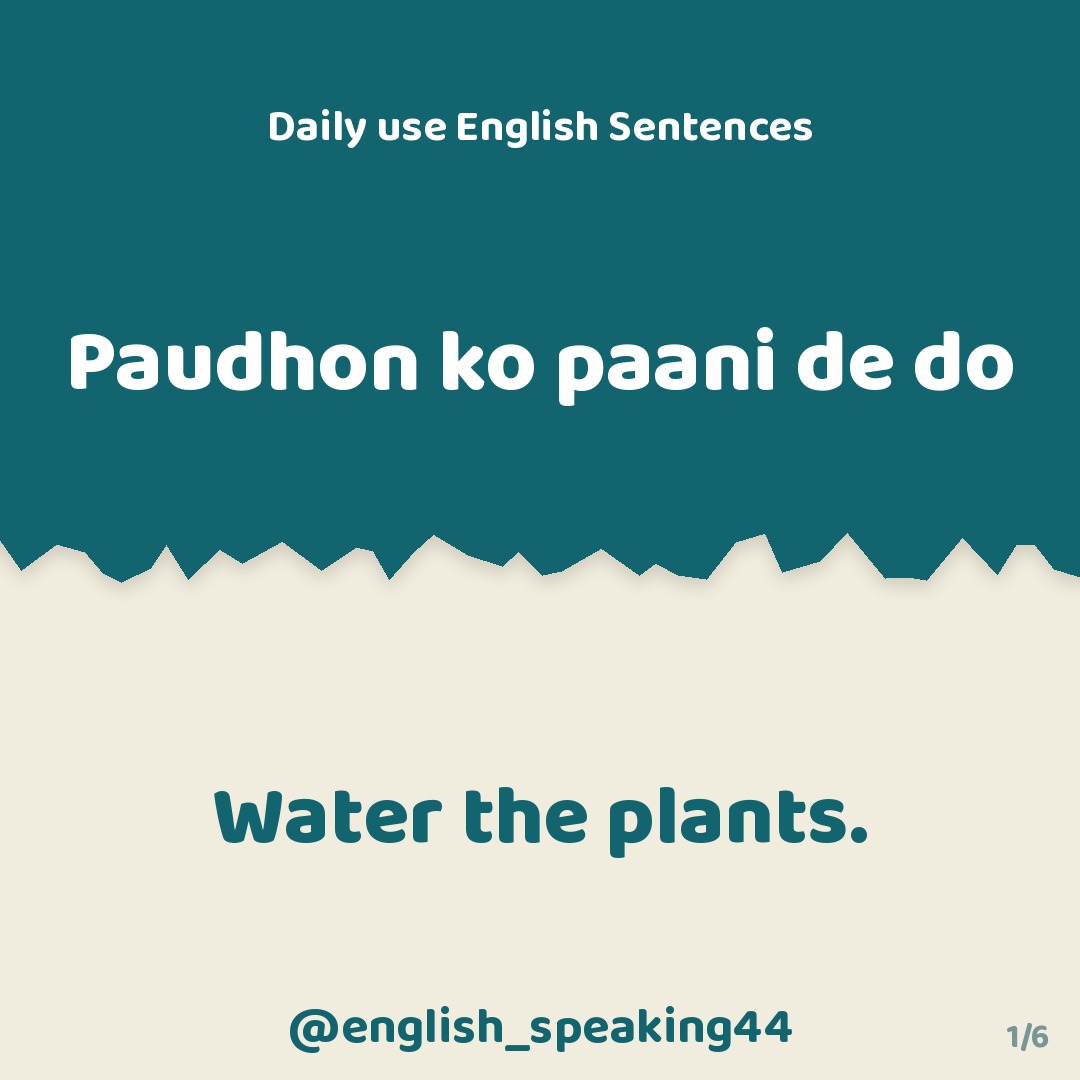 Daily use English Sentences
Paudhon ko paani de do
Water the plants.
@english_speaking44
1/6